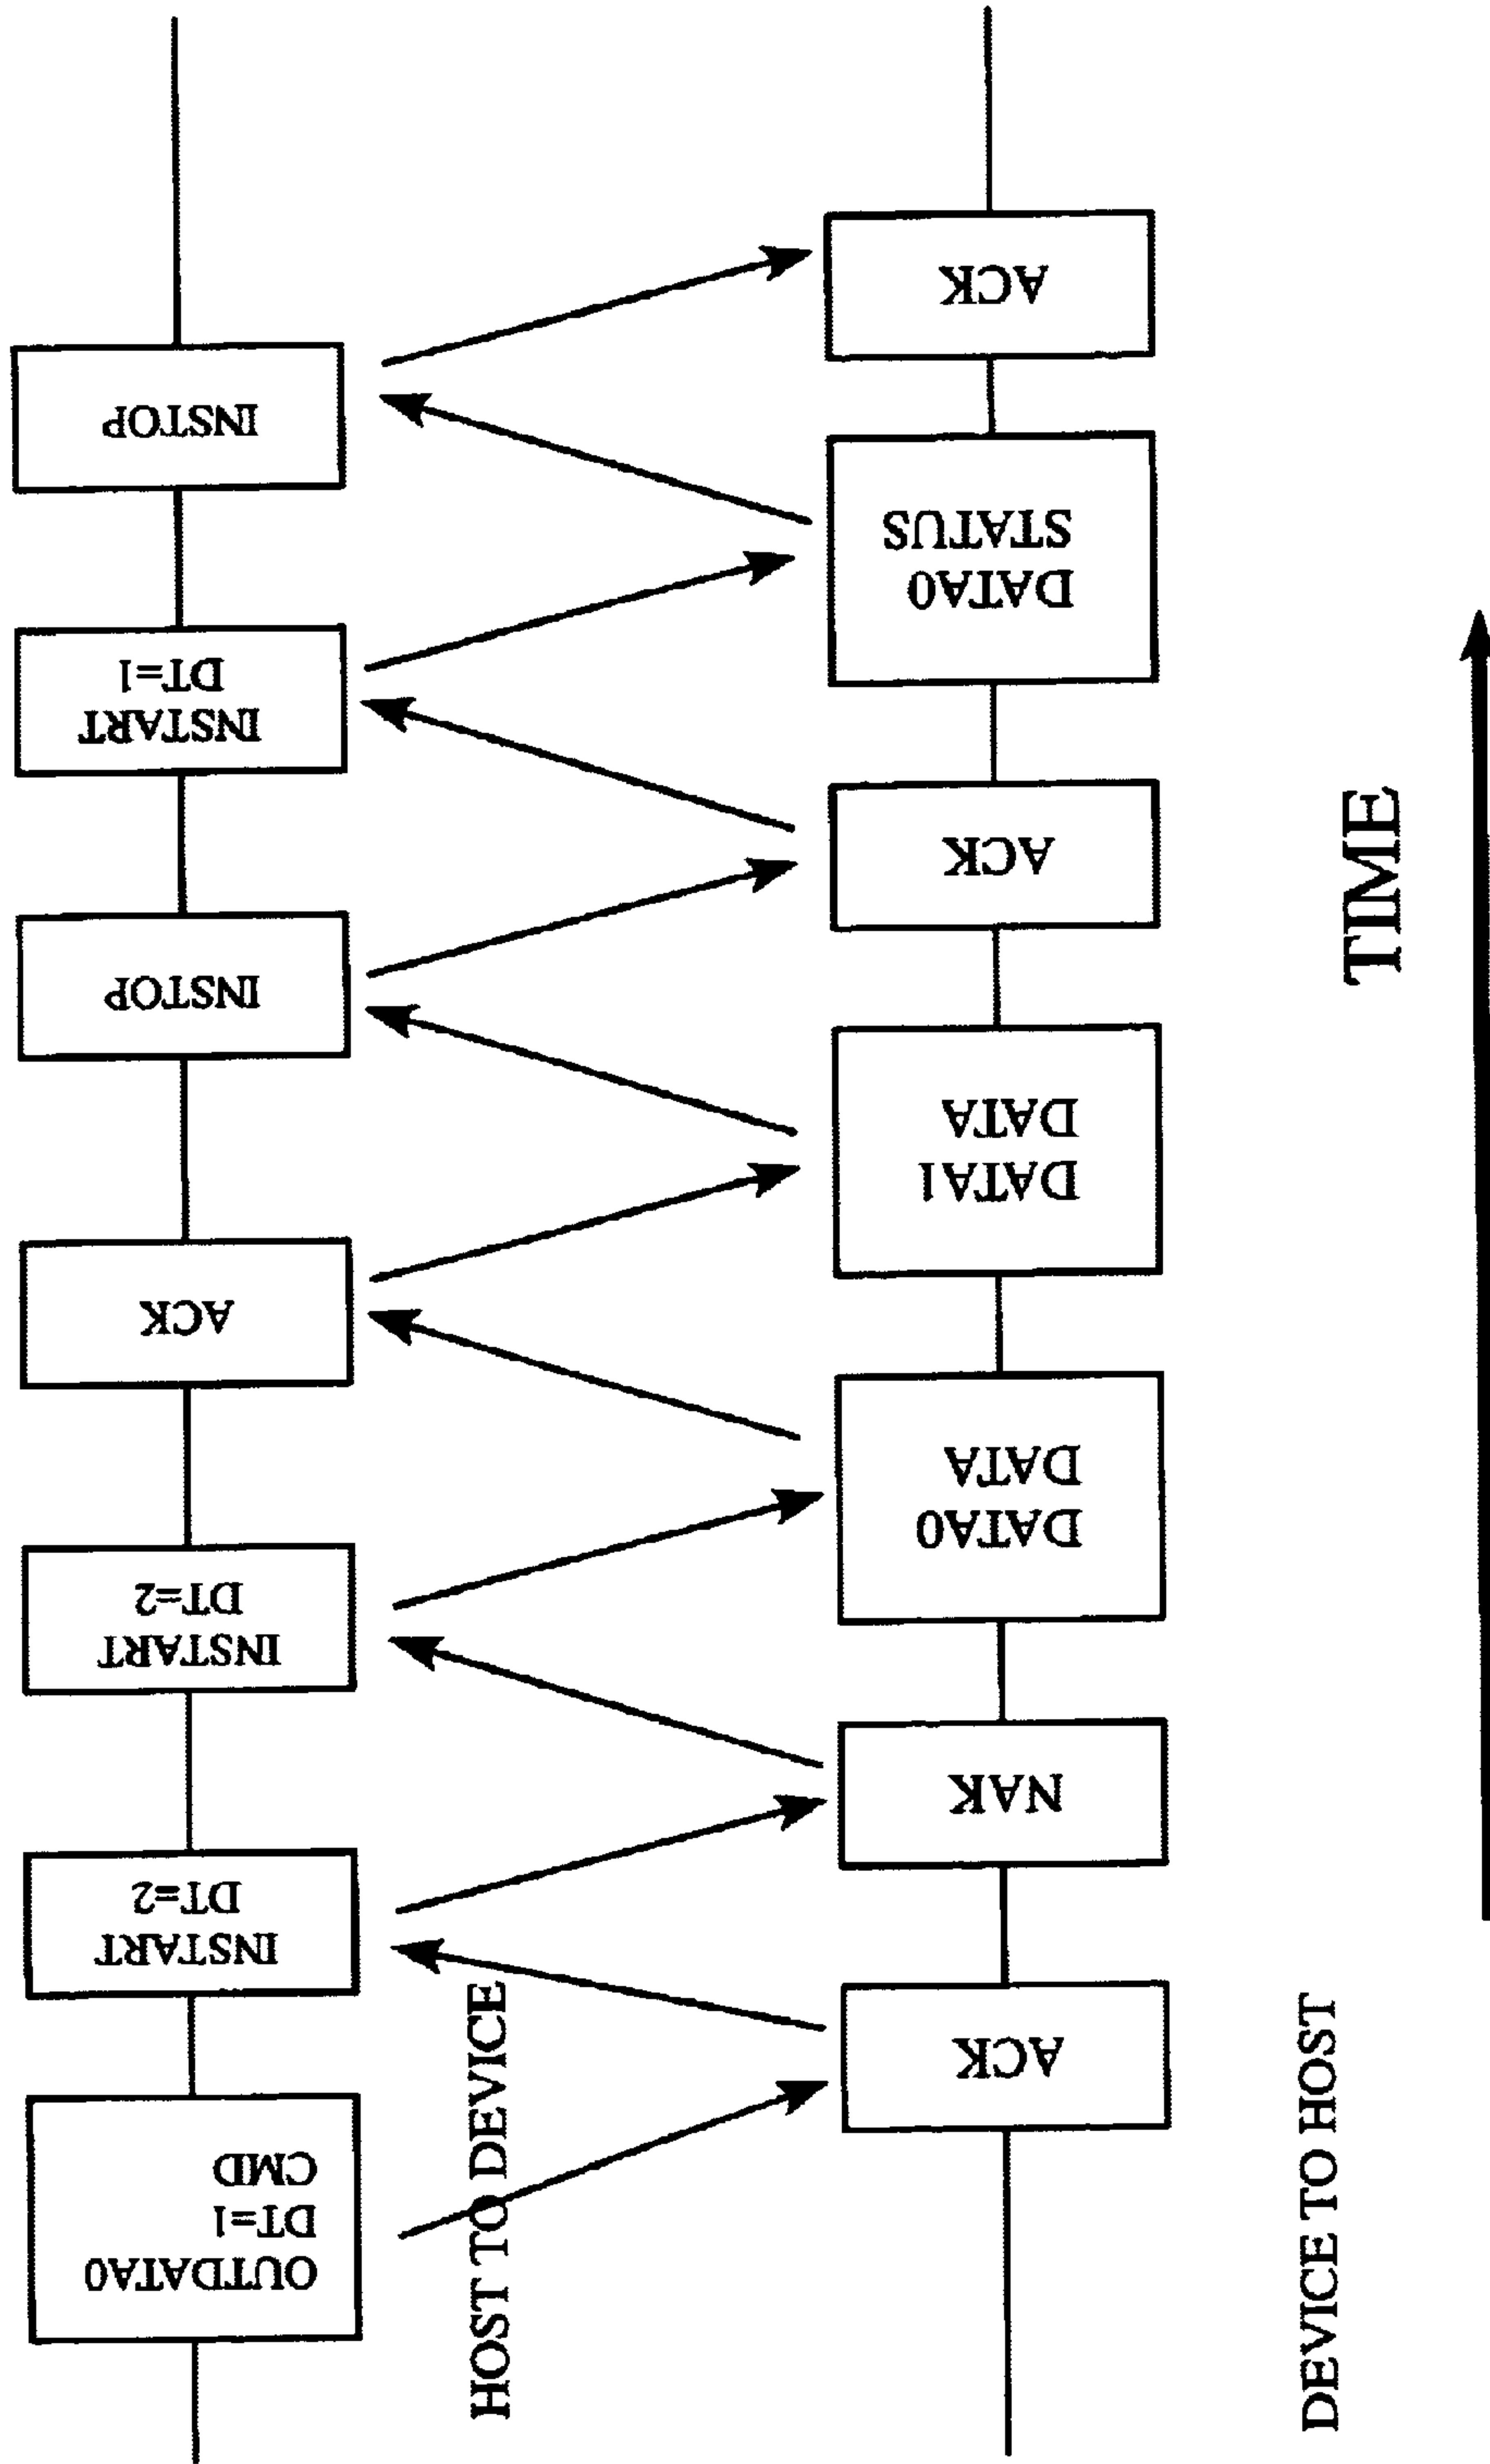 OUTDATA0
DT=1
CMD
INSTART
DT=2
INSTART
DT=2
ACK
INSTOP
INSTART
DT=1
INSTOP
HOST TO DEVICE
ACK
NAK
DATA0
DATA
DATA1
DATA
ACK
DATA0
STATUS
ACK
DEVICE TO HOST
TIME